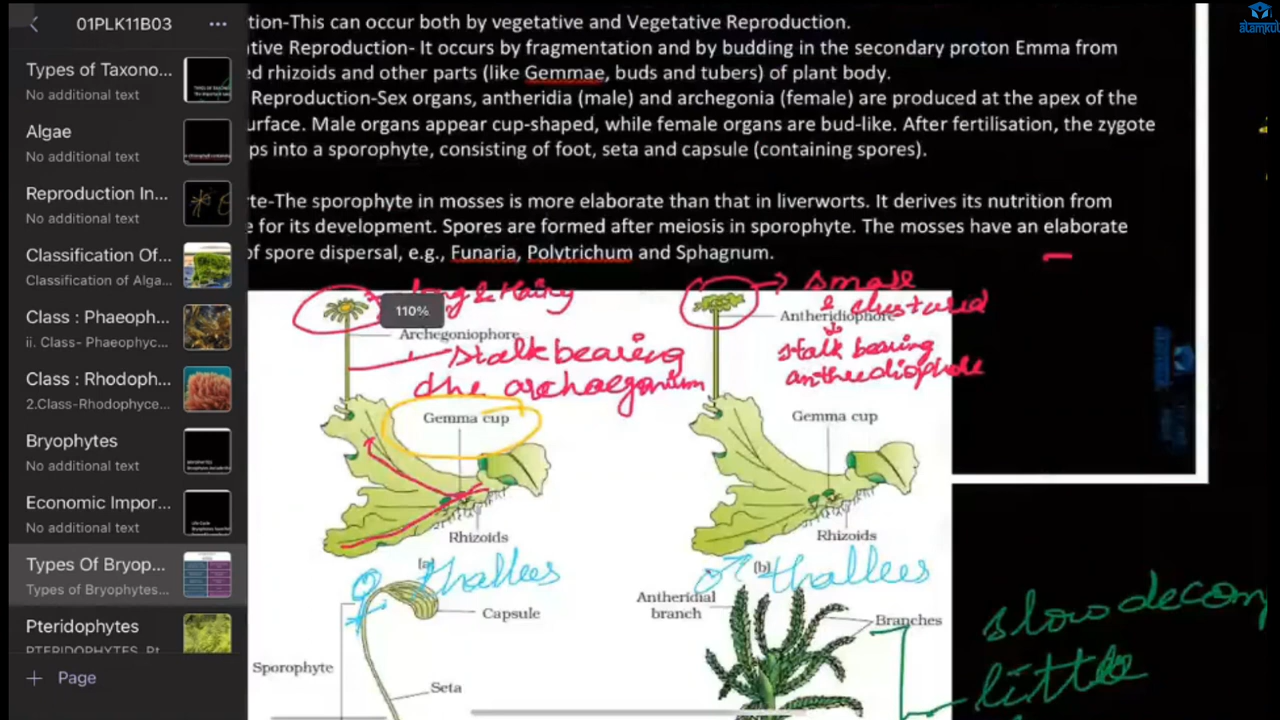 01PLK11B03
Types of Taxono...
No additional text
Algae
No additional text
Reproduction In...
No additional text
Classification Of...
Classification of Alga...
Class : Phaeoph...
ii. Class- Phaeophyc...
Class : Rhodoph...
2.Class-Rhodophyce...
Bryophytes
No additional text
Economic Impor...
No additional text
Types Of Bryop...
Types of Bryophytes...
Pteridophytes
+ Page
tion-This can occur both by vegetative and Vegetative Reproduction.
tive Reproduction- It occurs by fragmentation and by budding in the secondary proton Emma from
ed rhizoids and other parts (like Gemmae, buds and tubers) of plant body.
Reproduction-Sex organs, antheridia (male) and archegonia (female) are produced at the apex of the
urface. Male organs appear cup-shaped, while female organs are bud-like. After fertilisation, the zygote
ps into a sporophyte, consisting of foot, seta and capsule (containing spores).
te-The sporophyte in mosses is more elaborate than that in liverworts. It derives its nutrition from
e for its development. Spores are formed after meiosis in sporophyte. The mosses have an elaborate
of spore dispersal, e.g., Funaria, Polytrichum and Sphagnum.
& Hairy
110%
Archegoniophore
stalk bearing
the archaegonium
Gemma cup
Rhizoids
(a)
♀ thallus
small
& clustured
Antheridiophore
stalk bearing
Gemma cup
Rhizoids
(b)
♂ thallus
Capsule
Sporophyte
Seta
Antheridial
branch
Branches
slow decom
little